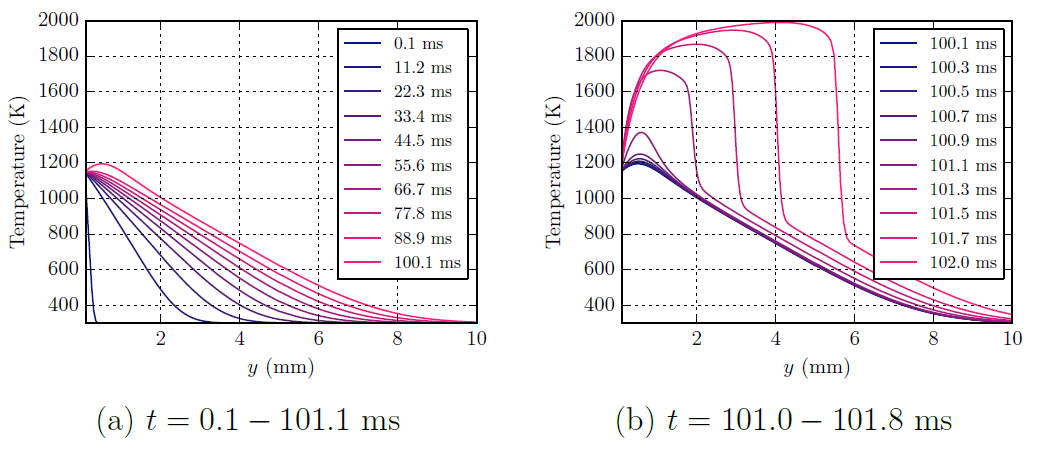 2000
1800
1600
1400
1200
1000
800
600
400
Temperature (K)
2
4
6
8
10
y (mm)
0.1 ms
11.2 ms
22.3 ms
33.4 ms
44.5 ms
55.6 ms
66.7 ms
77.8 ms
88.9 ms
100.1 ms
(a) t = 0.1 − 101.1 ms
2000
1800
1600
1400
1200
1000
800
600
400
Temperature (K)
2
4
6
8
10
y (mm)
100.1 ms
100.3 ms
100.5 ms
100.7 ms
100.9 ms
101.1 ms
101.3 ms
101.5 ms
101.7 ms
102.0 ms
(b) t = 101.0 − 101.8 ms